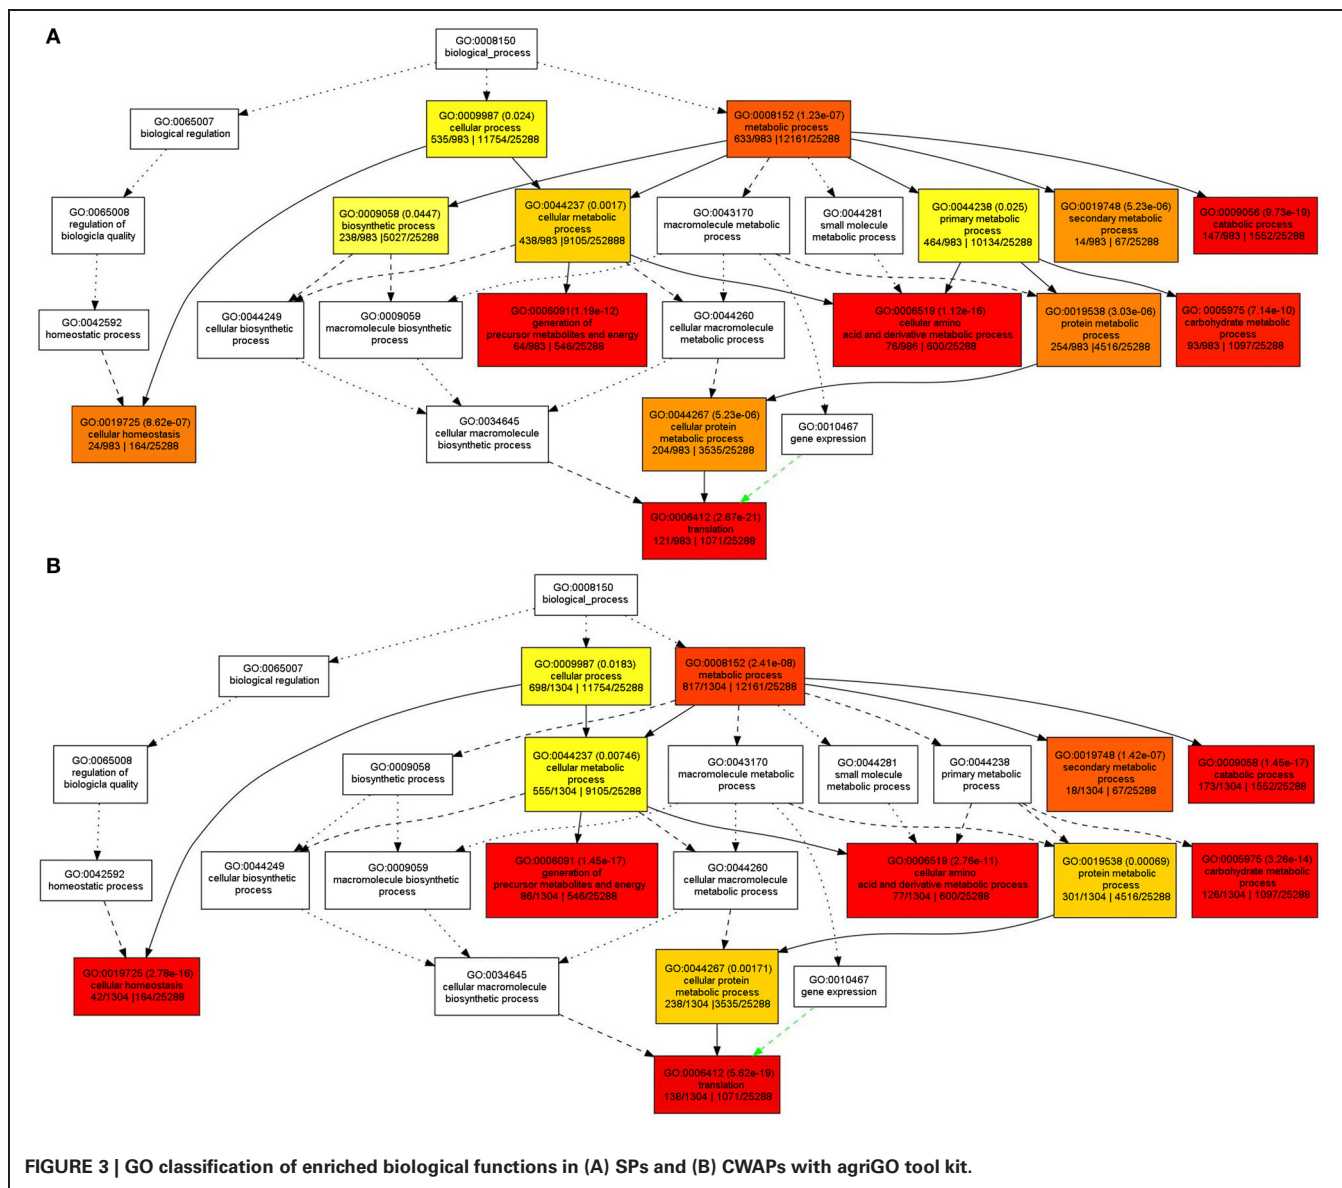 A
GO:0008150
biological_process
GO:0065007
biological regulation
GO:0009987 (0.024)
cellular process
535/983 | 11754/25288
GO:0008152 (1.23e-07)
metabolic process
633/983 |12161/25288
GO:0065008
regulation of
biologicla quality
GO:0009058 (0.0447)
biosynthetic process
238/983 |5027/25288
GO:0044237 (0.0017)
cellular metabolic
process
438/983 |9105/252888
GO:0043170
macromolecule metabolic
process
GO:0044281
small molecule
metabolic process
GO:0044238 (0.025)
primary metabolic
process
464/983 | 10134/25288
GO:0019748 (5.23e-06)
secondary metabolic
process
14/983 | 67/25288
GO:0009056 (9.73e-19)
catabolic process
147/983 | 1552/25288
GO:0042592
homeostatic process
GO:0044249
cellular biosynthetic
process
GO:0009059
macromolecule biosynthetic
process
GO:0006091(1.19e-12)
generation of
precursor metabolites and energy
64/983 | 546/25288
GO:0044260
cellular macromolecule
metabolic process
GO:0006519 (1.12e-16)
cellular amino
acid and derivative metabolic process
76/986 | 600/25288
GO:0019538 (3.03e-06)
protein metabolic
process
254/983 |4516/25288
GO: 0005975 (7.14e-10)
carbohydrate metabolic
process
93/983 | 1097/25288
GO:0019725 (8.62e-07)
cellular homeostasis
24/983 | 164/25288
GO:0034645
cellular macromolecule
biosynthetic process
GO:0044267 (5.23e-06)
cellular protein
metabolic process
204/983 | 3535/25288
GO:0010467
gene expression
GO:0006412 (2.67e-21)
translation
121/983 | 1071/25288
B
GO:0008150
biological_process
GO:0065007
biological regulation
GO:0009987 (0.0183)
cellular process
698/1304 | 11754/25288
GO:0008152 (2.41e-08)
metabolic process
817/1304 | 12161/25288
GO:0065008
regulation of
biologicla quality
GO:0009058
biosynthetic process
GO:0044237 (0.00746)
cellular metabolic
process
555/1304 | 9105/25288
GO:0043170
macromolecule metabolic
process
GO:0044281
small molecule
metabolic process
GO:0044238
primary metabolic
process
GO:0019748 (1.42e-07)
secondary metabolic
process
18/1304 | 67/25288
GO:0009058 (1.45e-17)
catabolic process
173/1304 | 1552/25288
GO:0042592
homeostatic process
GO:0044249
cellular biosynthetic
process
GO:0009059
macromolecule biosynthetic
process
GO:0006091 (1.45e-17)
generation of
precursor metabolites and energy
86/1304 | 546/25288
GO:0044260
cellular macromolecule
metabolic process
GO:0006519 (2.76e-11)
cellular amino
acid and derivative metabolic process
77/1304 | 600/25288
GO:0019538 (0.00069)
protein metabolic
process
301/1304 | 4516/25288
GO:0005975 (3.26e-14)
carbohydrate metabolic
process
126/1304 | 1097/25288
GO:0019725 (2.78e-16)
cellular homeostasis
42/1304 |164/25288
GO:0034645
cellular macromolecule
biosynthetic process
GO:0044267 (0.00171)
cellular protein
metabolic process
238/1304 |3535/25288
GO:0010467
gene expression
GO:0006412 (5.62e-19)
translation
138/1304 | 1071/25288
FIGURE 3 | GO classification of enriched biological functions in (A) SPs and (B) CWAPs with agriGO tool kit.